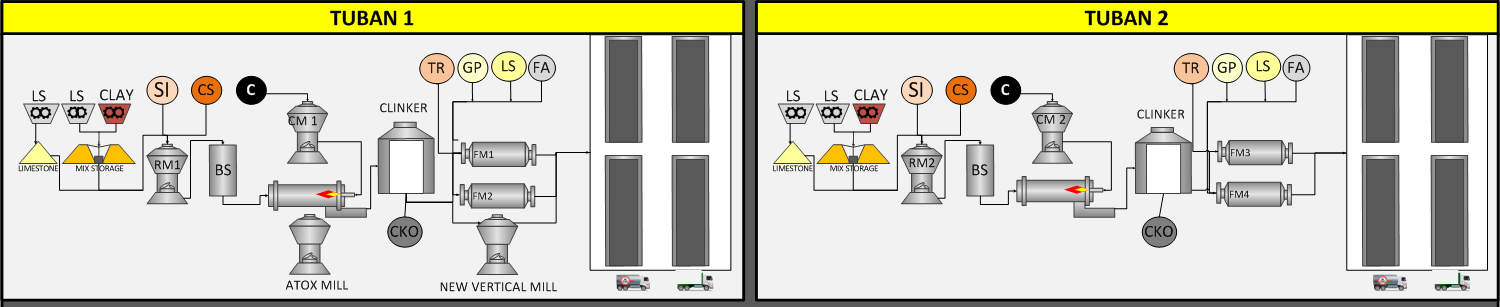 TUBAN 1
TR GP LS FA
LS LS CLAY SI CS C
CM 1
CLINKER
RM1
BS
FM1
LIMESTONE MIX STORAGE
FM2
CKO
ATOX MILL
NEW VERTICAL MILL
TUBAN 2
TR GP LS FA
LS LS CLAY SI CS C
CM 2
CLINKER
RM2
BS
FM3
LIMESTONE MIX STORAGE
FM4
CKO